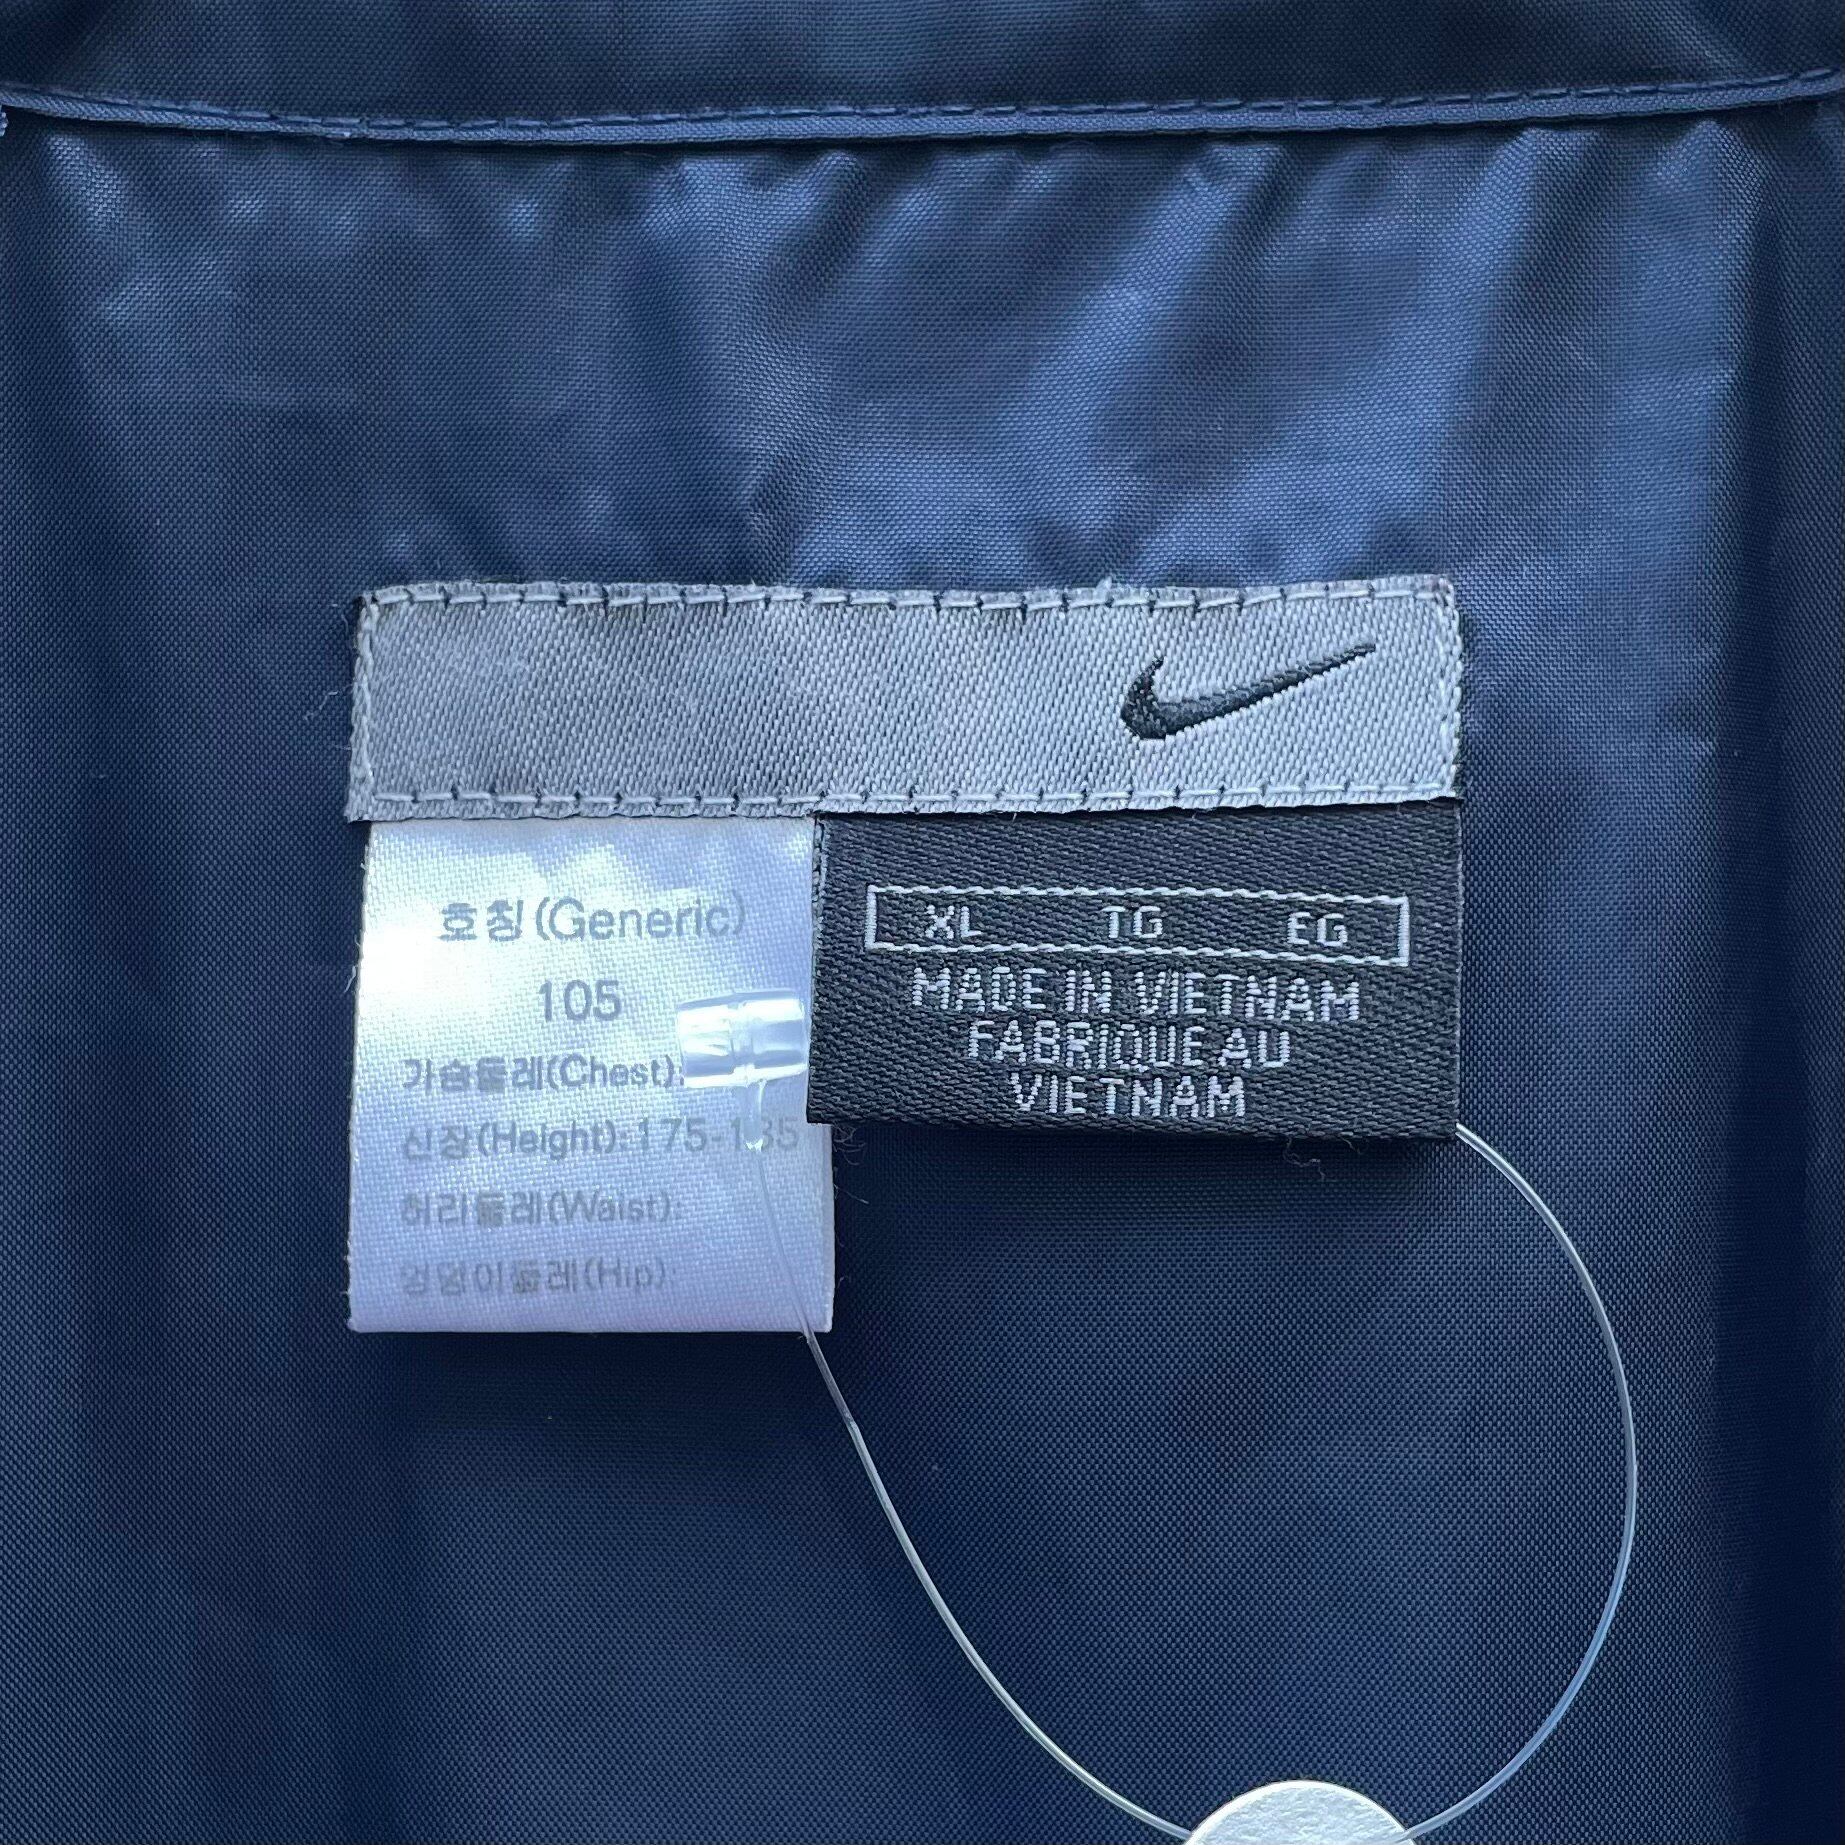 호칭(Generic)
105
가슴둘레(Chest):
신장(Height):175-185
허리둘레(Waist):
엉덩이둘레(Hip):
XL TG EG
MADE IN VIETNAM
FABRIQUE AU
VIETNAM